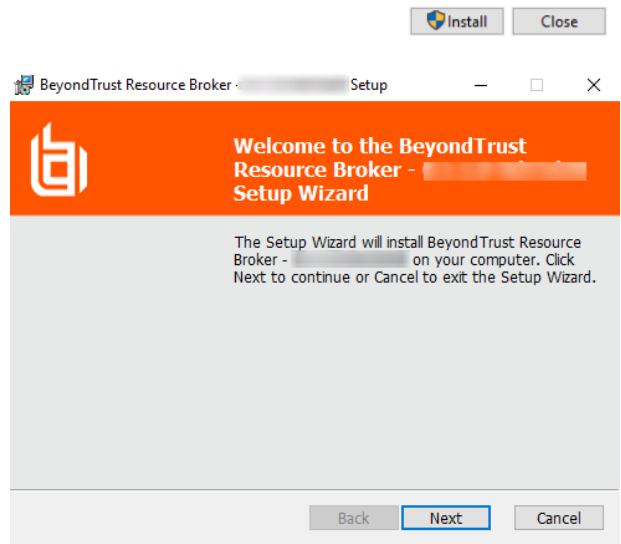 Install Close
BeyondTrust Resource Broker - Setup
Welcome to the BeyondTrust
Resource Broker -
Setup Wizard
The Setup Wizard will install BeyondTrust Resource
Broker - on your computer. Click
Next to continue or Cancel to exit the Setup Wizard.
Back Next Cancel